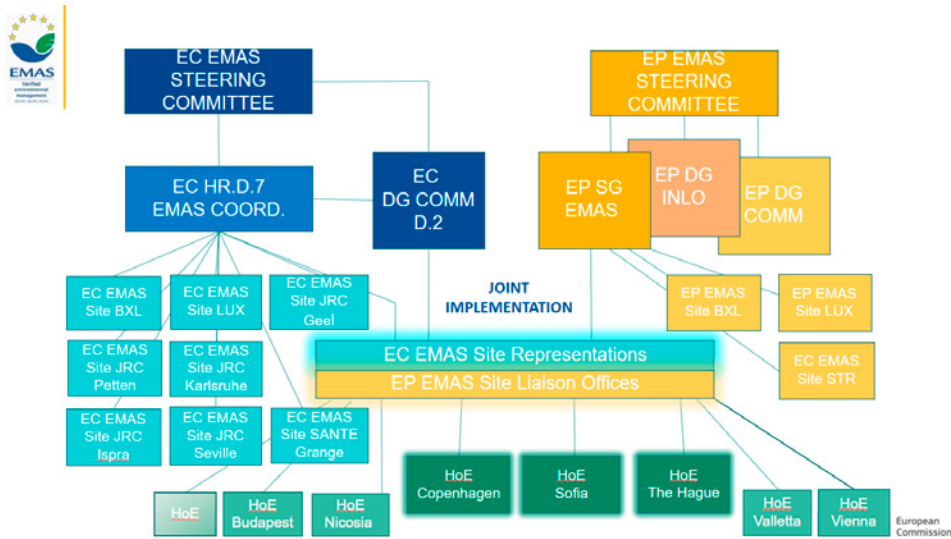 EMAS
Verified
environmental
management
EC EMAS
STEERING
COMMITTEE
EP EMAS
STEERING
COMMITTEE
EC HR.D.7
EMAS COORD.
EC
DG COMM
D.2
EP SG
EMAS
EP DG
INLO
EP DG
COMM
EC EMAS
Site BXL
EC EMAS
Site LUX
EC EMAS
Site JRC
Geel
JOINT
IMPLEMENTATION
EP EMAS
Site BXL
EP EMAS
Site LUX
EC EMAS
Site JRC
Petten
EC EMAS
Site JRC
Karlsruhe
EC EMAS Site Representations
EP EMAS Site Liaison Offices
EC EMAS
Site STR
EC EMAS
Site JRC
Ispra
EC EMAS
Site JRC
Seville
EC EMAS
Site SANTE
Grange
HoE
Copenhagen
HoE
Sofia
HoE
The Hague
HoE
HoE
Budapest
HoE
Nicosia
HoE
Valletta
HoE
Vienna
European
Commission